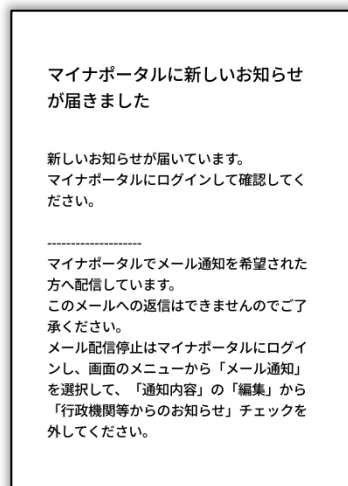 マイナポータルに新しいお知らせ
が届きました
新しいお知らせが届いています。
マイナポータルにログインして確認してく
ださい。
--------------------
マイナポータルでメール通知を希望された
方へ配信しています。
このメールへの返信はできませんのでご了
承ください。
メール配信停止はマイナポータルにログイ
ンし、画面のメニューから「メール通知」
を選択して、「通知内容」の「編集」から
「行政機関等からのお知らせ」チェックを
外してください。